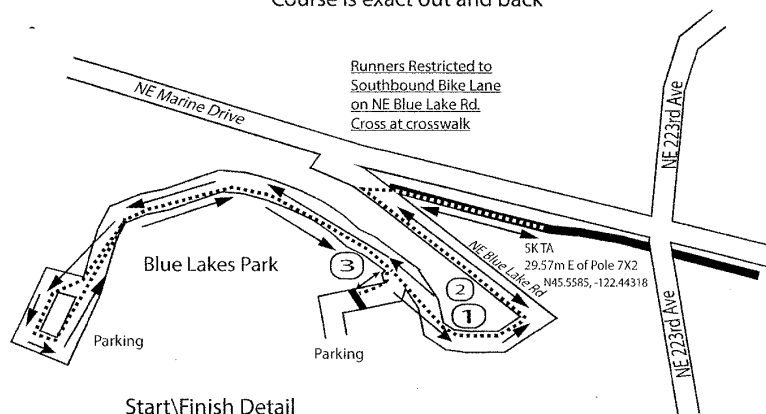 Course is exact out and back
Runners Restricted to
Southbound Bike Lane
on NE Blue Lake Rd.
Cross at crosswalk
NE Marine Drive
NE 223rd Ave
5K TA
29.57m E of Pole 7X2
N45.5585, -122.44318
NE Blue Lake Rd
Blue Lakes Park
3
2
1
Parking
Parking
NE 223rd Ave
Start\Finish Detail